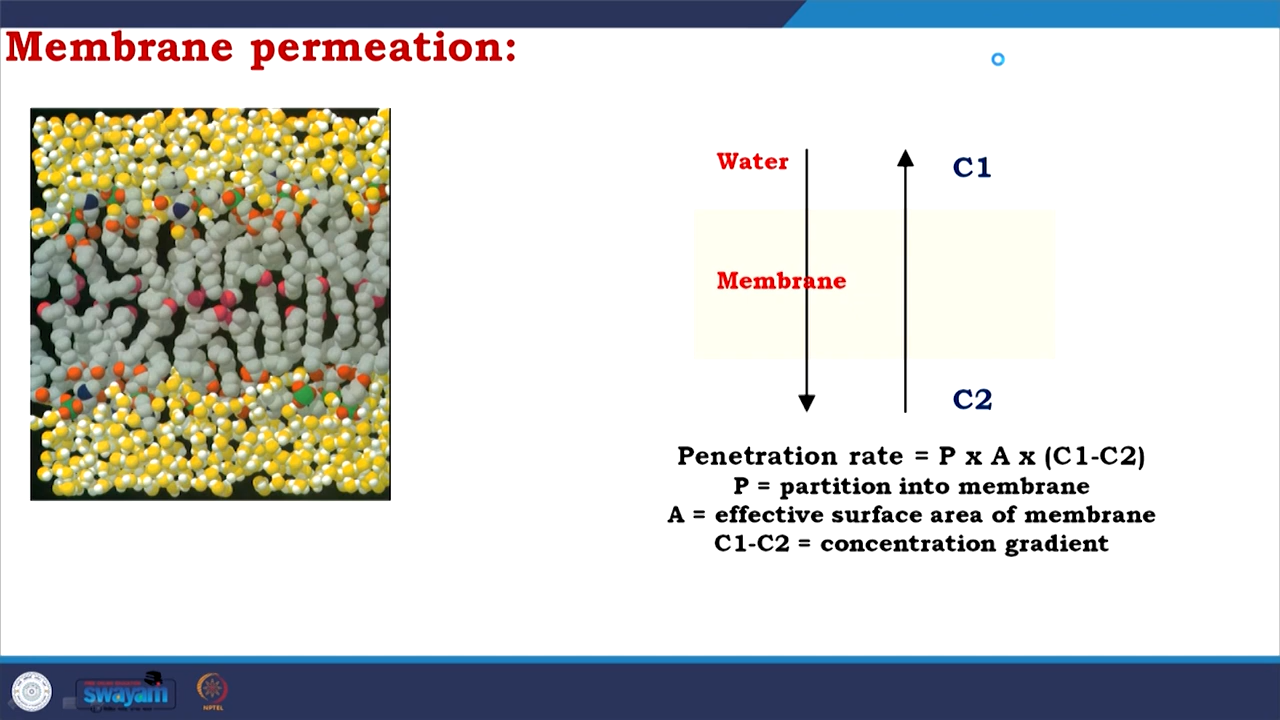 Membrane permeation:
Water
C1
Membrane
C2
Penetration rate = P x A x (C1-C2)
P = partition into membrane
A = effective surface area of membrane
C1-C2 = concentration gradient
swayam
NPTEL